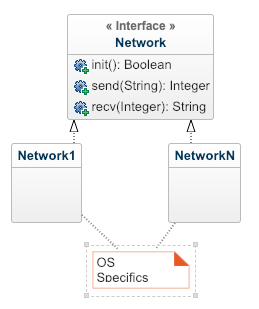 « Interface »
Network
init(): Boolean
send(String): Integer
recv(Integer): String
Network1
NetworkN
OS
Specifics